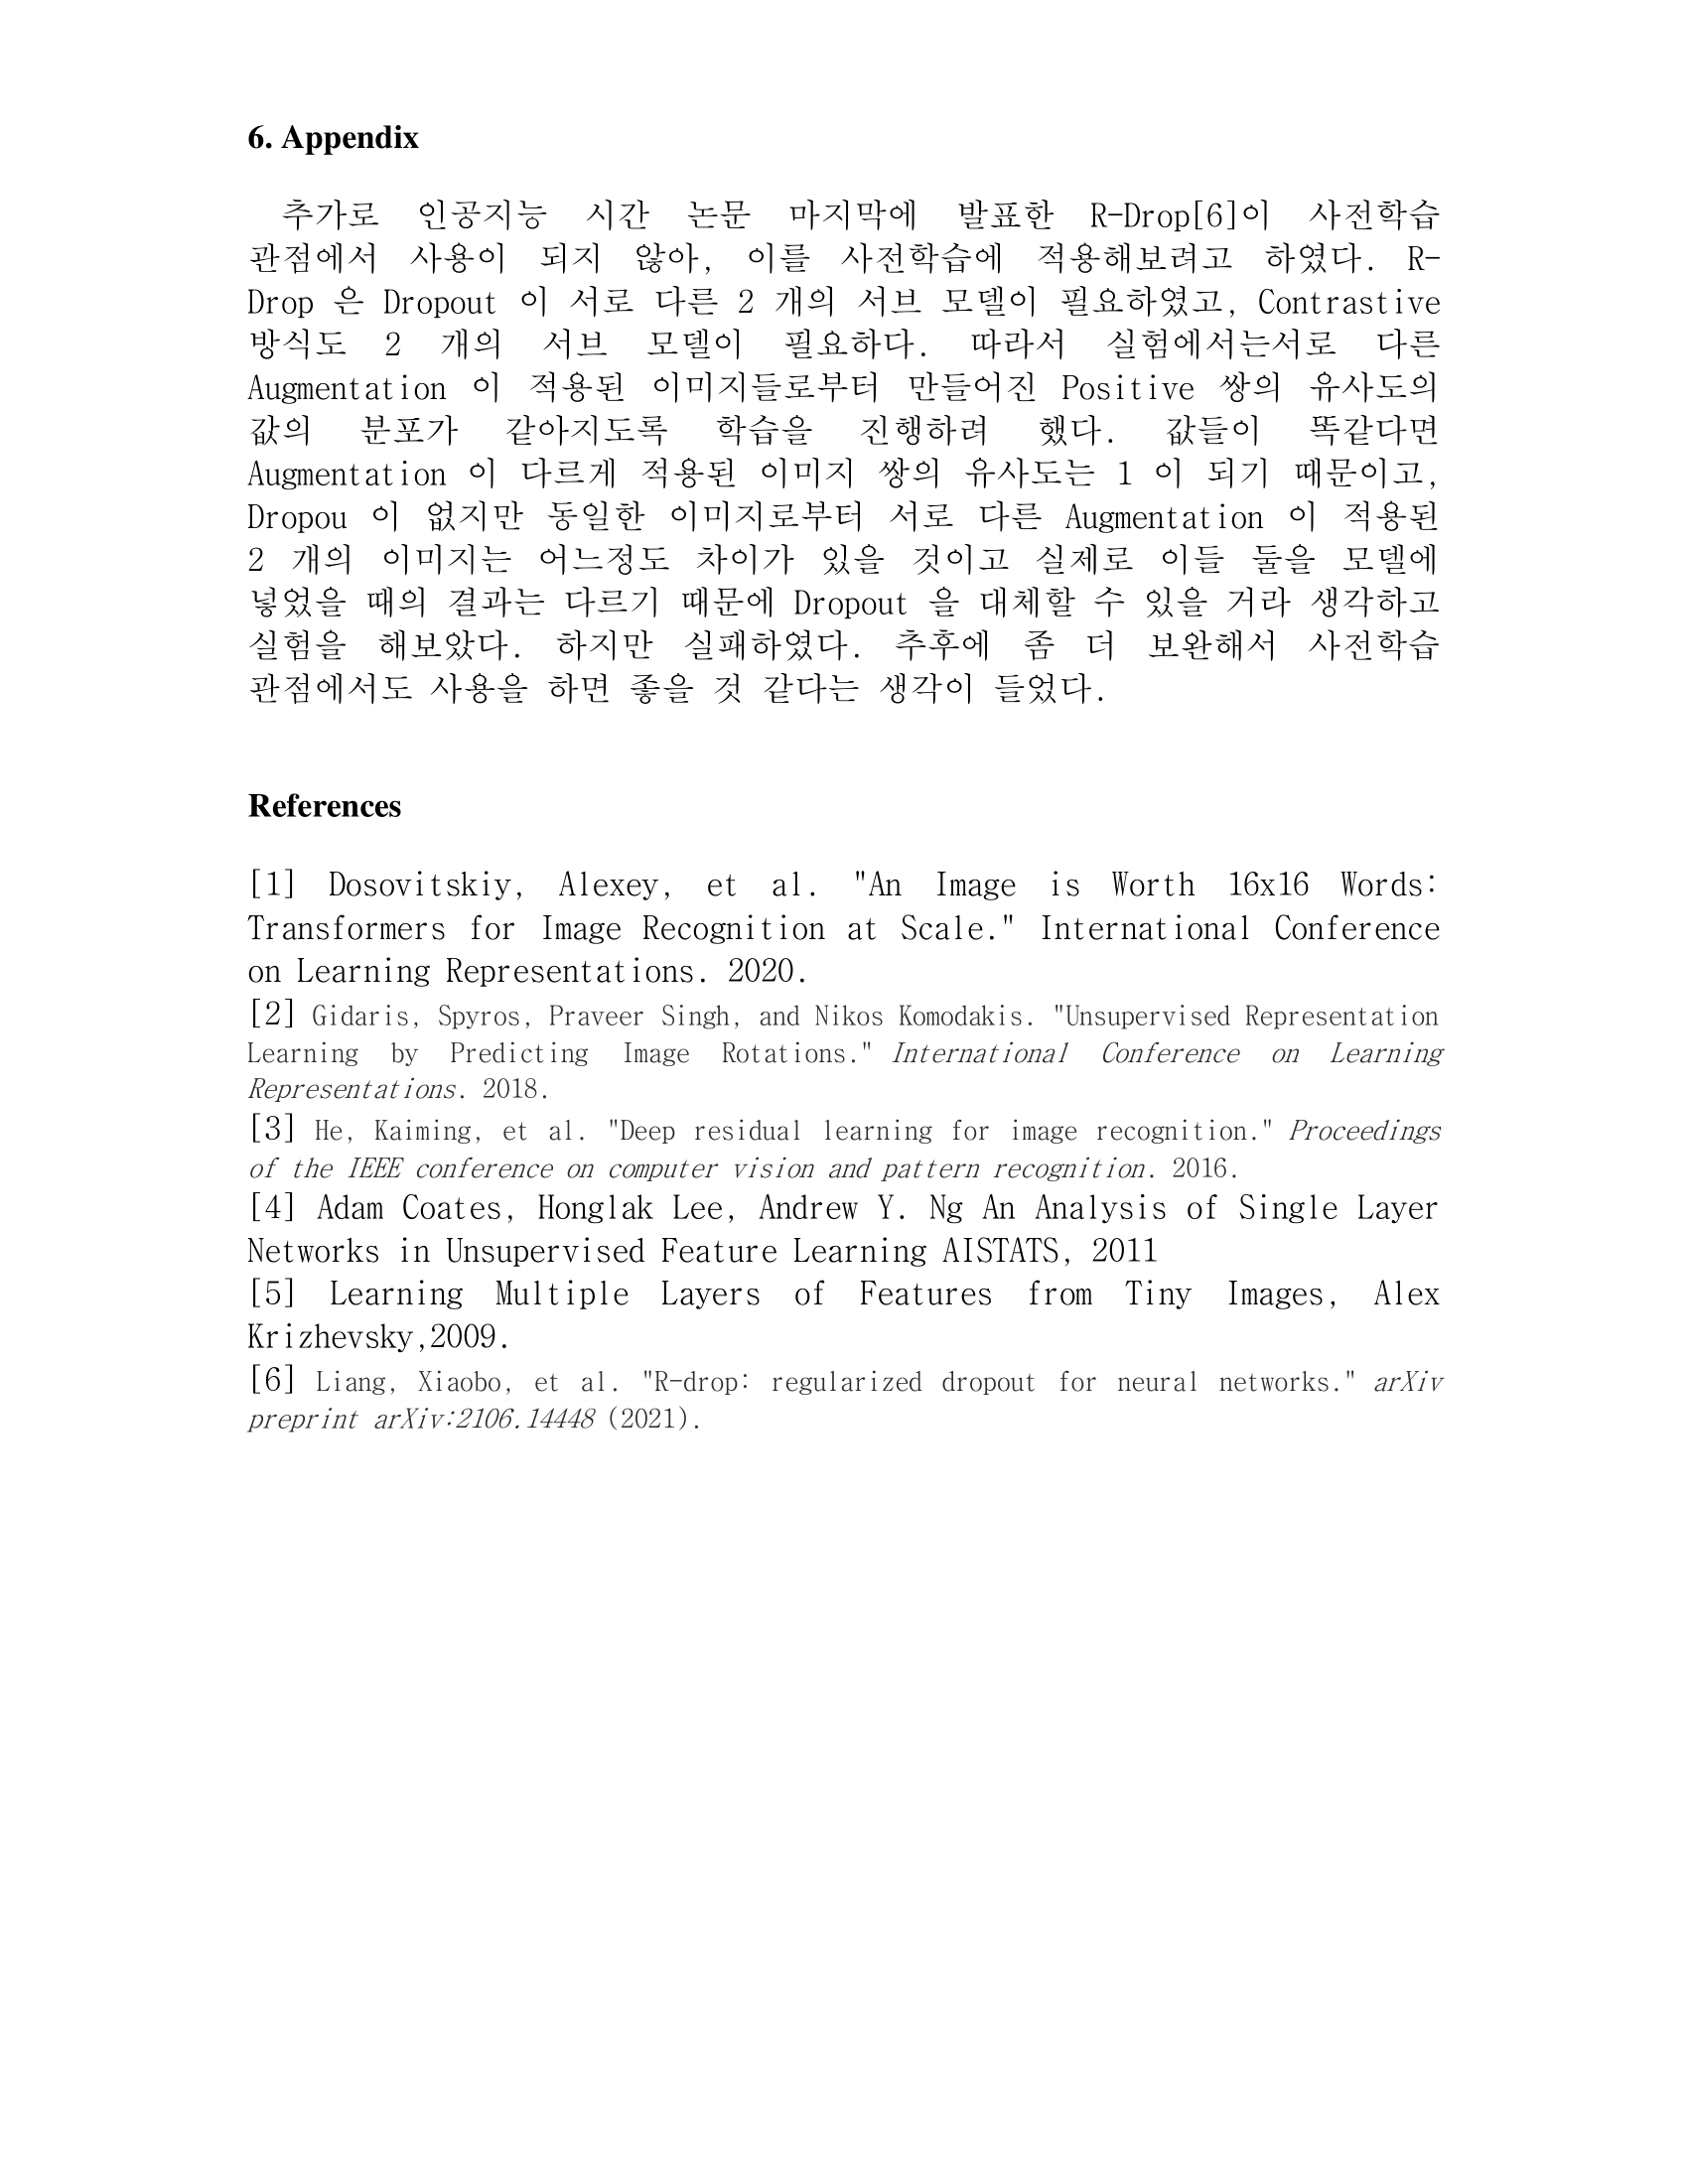 6. Appendix
추가로 인공지능 시간 논문 마지막에 발표한 R-Drop[6]이 사전학습
관점에서 사용이 되지 않아, 이를 사전학습에 적용해보려고 하였다. R-
Drop 은 Dropout 이 서로 다른 2 개의 서브 모델이 필요하였고, Contrastive
방식도 2 개의 서브 모델이 필요하다. 따라서 실험에서는서로 다른
Augmentation 이 적용된 이미지들로부터 만들어진 Positive 쌍의 유사도의
값의 분포가 같아지도록 학습을 진행하려 했다. 값들이 똑같다면
Augmentation 이 다르게 적용된 이미지 쌍의 유사도는 1 이 되기 때문이고,
Dropou 이 없지만 동일한 이미지로부터 서로 다른 Augmentation 이 적용된
2 개의 이미지는 어느정도 차이가 있을 것이고 실제로 이들 둘을 모델에
넣었을 때의 결과는 다르기 때문에 Dropout 을 대체할 수 있을 거라 생각하고
실험을 해보았다. 하지만 실패하였다. 추후에 좀 더 보완해서 사전학습
관점에서도 사용을 하면 좋을 것 같다는 생각이 들었다.
References
[1] Dosovitskiy, Alexey, et al. "An Image is Worth 16x16 Words:
Transformers for Image Recognition at Scale." International Conference
on Learning Representations. 2020.
[2] Gidaris, Spyros, Praveer Singh, and Nikos Komodakis. "Unsupervised Representation
Learning by Predicting Image Rotations." International Conference on Learning
Representations. 2018.
[3] He, Kaiming, et al. "Deep residual learning for image recognition." Proceedings
of the IEEE conference on computer vision and pattern recognition. 2016.
[4] Adam Coates, Honglak Lee, Andrew Y. Ng An Analysis of Single Layer
Networks in Unsupervised Feature Learning AISTATS, 2011
[5] Learning Multiple Layers of Features from Tiny Images, Alex
Krizhevsky,2009.
[6] Liang, Xiaobo, et al. "R-drop: regularized dropout for neural networks." arXiv
preprint arXiv:2106.14448 (2021).